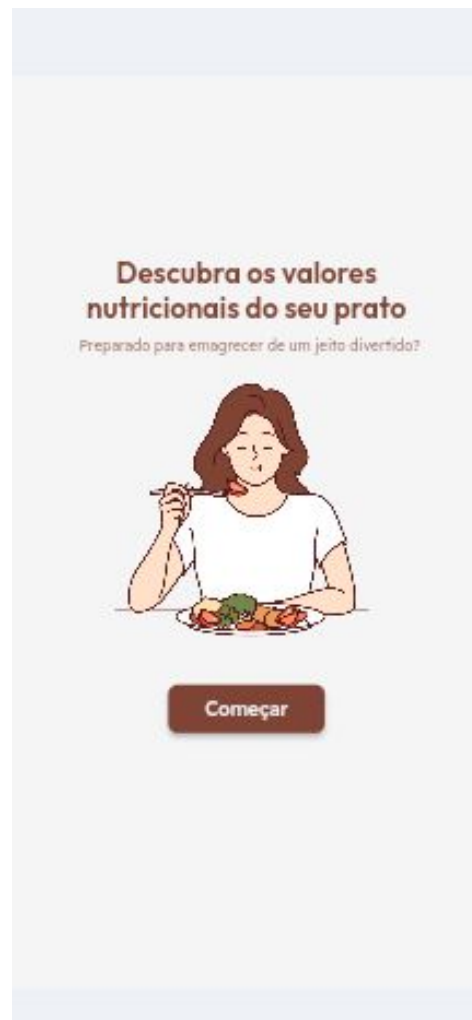 Descubra os valores
nutricionais do seu prato
Preparado para emagrecer de um jeito divertido?
Começar